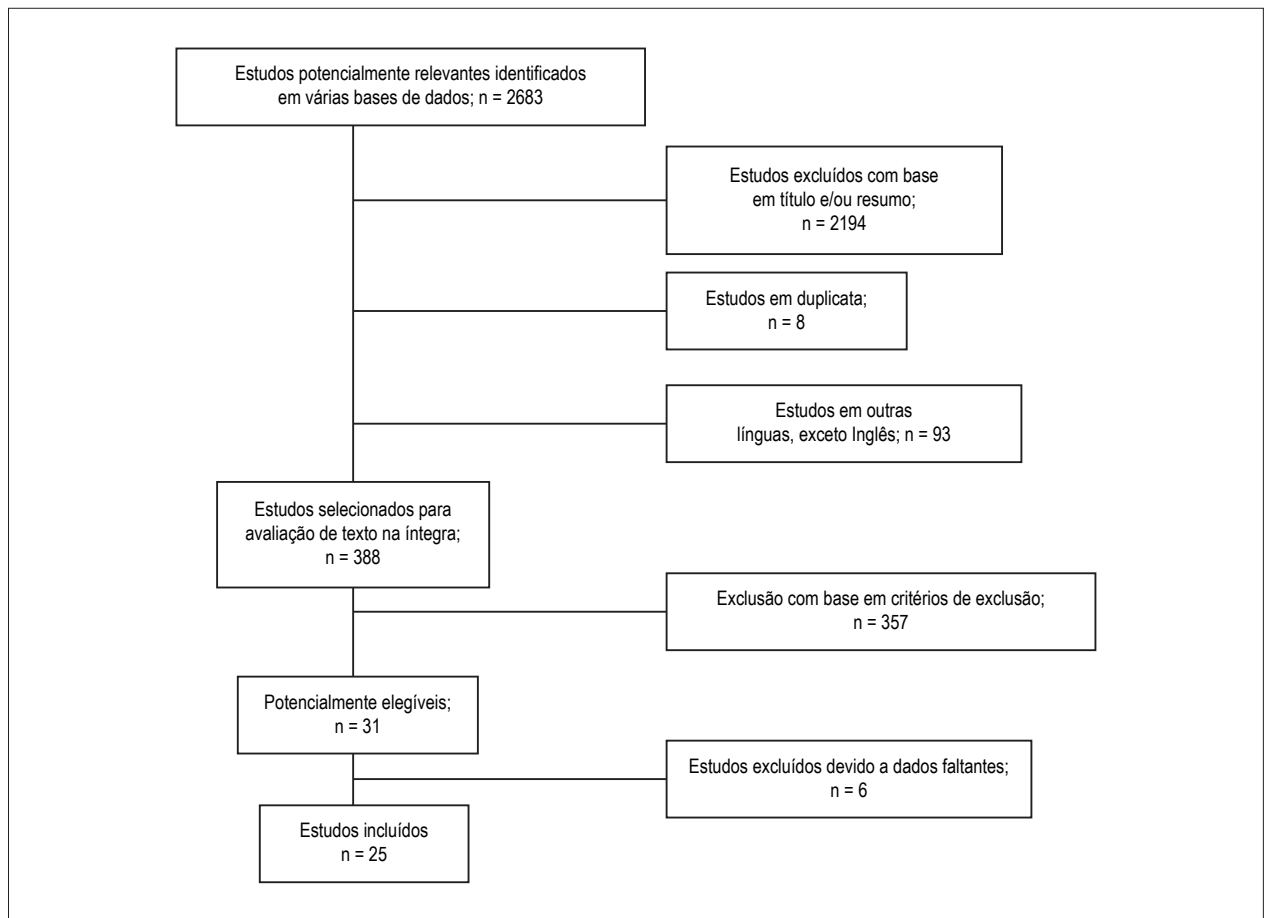 Estudos potencialmente relevantes identificados
em várias bases de dados; n = 2683
Estudos excluídos com base
em título e/ou resumo;
n = 2194
Estudos em duplicata;
n = 8
Estudos em outras
línguas, exceto Inglês; n = 93
Estudos selecionados para
avaliação de texto na íntegra;
n = 388
Exclusão com base em critérios de exclusão;
n = 357
Potencialmente elegíveis;
n = 31
Estudos excluídos devido a dados faltantes;
n = 6
Estudos incluídos
n = 25